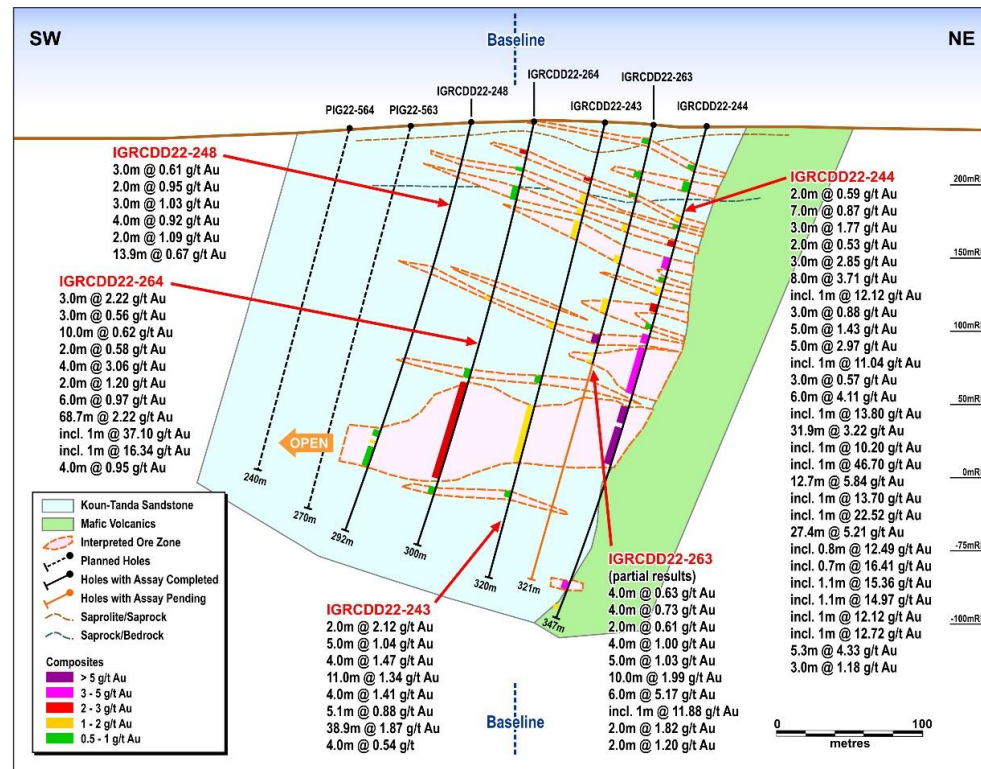 SW
Baseline
NE
PIG22-564
PIG22-563
IGRCDD22-248
IGRCDD22-264
IGRCDD22-243
IGRCDD22-263
IGRCDD22-244
IGRCDD22-248
3.0m @ 0.61 g/t Au
2.0m @ 0.95 g/t Au
3.0m @ 1.03 g/t Au
4.0m @ 0.92 g/t Au
2.0m @ 1.09 g/t Au
13.9m @ 0.67 g/t Au
IGRCDD22-264
3.0m @ 2.22 g/t Au
3.0m @ 0.56 g/t Au
10.0m @ 0.62 g/t Au
2.0m @ 0.58 g/t Au
4.0m @ 3.06 g/t Au
2.0m @ 1.20 g/t Au
6.0m @ 0.97 g/t Au
68.7m @ 2.22 g/t Au
incl. 1m @ 37.10 g/t Au
incl. 1m @ 16.34 g/t Au
4.0m @ 0.95 g/t Au
IGRCDD22-244
2.0m @ 0.59 g/t Au
7.0m @ 0.87 g/t Au
3.0m @ 1.77 g/t Au
2.0m @ 0.53 g/t Au
3.0m @ 2.85 g/t Au
8.0m @ 3.71 g/t Au
incl. 1m @ 12.12 g/t Au
3.0m @ 0.88 g/t Au
5.0m @ 1.43 g/t Au
5.0m @ 2.97 g/t Au
incl. 1m @ 11.04 g/t Au
3.0m @ 0.57 g/t Au
6.0m @ 4.11 g/t Au
incl. 1m @ 13.80 g/t Au
31.9m @ 3.22 g/t Au
incl. 1m @ 10.20 g/t Au
incl. 1m @ 46.70 g/t Au
12.7m @ 5.84 g/t Au
incl. 1m @ 13.70 g/t Au
incl. 1m @ 22.52 g/t Au
27.4m @ 5.21 g/t Au
incl. 0.8m @ 12.49 g/t Au
incl. 0.7m @ 16.41 g/t Au
incl. 1.1m @ 15.36 g/t Au
incl. 1.1m @ 14.97 g/t Au
incl. 1m @ 12.12 g/t Au
incl. 1m @ 12.72 g/t Au
5.3m @ 4.33 g/t Au
3.0m @ 1.18 g/t Au
200mRl
150mRl
100mRl
50mRl
0mRl
-75mRl
-100mRl
OPEN
240m
270m
292m
300m
320m
321m
347m
Koun-Tanda Sandstone
Mafic Volcanics
Interpreted Ore Zone
Planned Holes
Holes with Assay Completed
Holes with Assay Pending
Saprolite/Saprock
Saprock/Bedrock
Composites
> 5 g/t Au
3 - 5 g/t Au
2 - 3 g/t Au
1 - 2 g/t Au
0.5 - 1 g/t Au
IGRCDD22-243
2.0m @ 2.12 g/t Au
5.0m @ 1.04 g/t Au
4.0m @ 1.47 g/t Au
11.0m @ 1.34 g/t Au
4.0m @ 1.41 g/t Au
5.1m @ 0.88 g/t Au
38.9m @ 1.87 g/t Au
4.0m @ 0.54 g/t
Baseline
IGRCDD22-263
(partial results)
4.0m @ 0.63 g/t Au
4.0m @ 0.73 g/t Au
2.0m @ 0.61 g/t Au
4.0m @ 1.00 g/t Au
5.0m @ 1.03 g/t Au
10.0m @ 1.99 g/t Au
6.0m @ 5.17 g/t Au
incl. 1m @ 11.88 g/t Au
2.0m @ 1.82 g/t Au
2.0m @ 1.20 g/t Au
0
100
metres